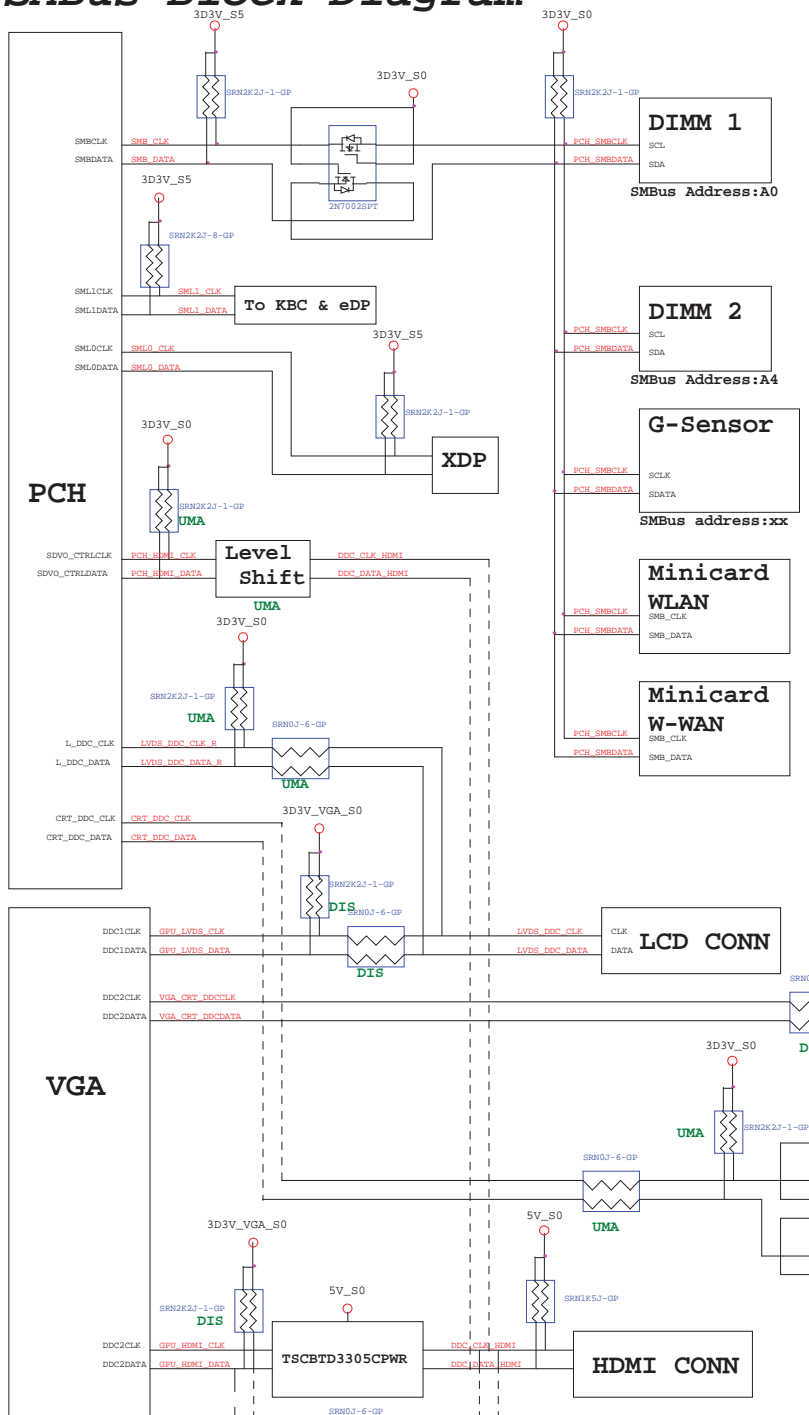 SMBus Block Diagram
3D3V_S5
SRN2K2J-1-GP
3D3V_S0
3D3V_S0
SRN2K2J-1-GP
SMBCLK SMB_CLK
SMBDATA SMB_DATA
2N7002SPT
PCH_SMBCLK
PCH_SMBDATA
DIMM 1
SCL
SDA
SMBus Address:A0
3D3V_S5
SRN2K2J-8-GP
SML1CLK SML1_CLK
SML1DATA SML1_DATA
To KBC & eDP
PCH_SMBCLK
PCH_SMBDATA
DIMM 2
SCL
SDA
SMBus Address:A4
SML0CLK SML0_CLK
SML0DATA SML0_DATA
3D3V_S5
SRN2K2J-1-GP
XDP
PCH_SMBCLK
PCH_SMBDATA
G-Sensor
SCLK
SDATA
SMBus address:xx
PCH
3D3V_S0
SRN2K2J-1-GP
UMA
SDVO_CTRLCLK PCH_HDMI_CLK
SDVO_CTRLDATA PCH_HDMI_DATA
Level
Shift
UMA
DDC_CLK_HDMI
DDC_DATA_HDMI
PCH_SMBCLK
PCH_SMBDATA
Minicard
WLAN
SMB_CLK
SMB_DATA
3D3V_S0
SRN2K2J-1-GP
UMA
L_DDC_CLK LVDS_DDC_CLK_R
L_DDC_DATA LVDS_DDC_DATA_R
SRN0J-6-GP
UMA
PCH_SMBCLK
PCH_SMBDATA
Minicard
W-WAN
SMB_CLK
SMB_DATA
CRT_DDC_CLK CRT_DDC_CLK
CRT_DDC_DATA CRT_DDC_DATA
3D3V_VGA_S0
SRN2K2J-1-GP
DIS
SRN0J-6-GP
DIS
VGA
DDC1CLK GPU_LVDS_CLK
DDC1DATA GPU_LVDS_DATA
LVDS_DDC_CLK
LVDS_DDC_DATA
CLK
DATA
LCD CONN
DDC2CLK VGA_CRT_DDCCLK
DDC2DATA VGA_CRT_DDCDATA
SRN0
D
3D3V_S0
UMA
SRN2K2J-1-GP
SRN0J-6-GP
UMA
3D3V_VGA_S0
SRN2K2J-1-GP
DIS
5V_S0
5V_S0
SRN1K5J-GP
DDC2CLK GPU_HDMI_CLK
DDC2DATA GPU_HDMI_DATA
TSCBTD3305CPWR
DDC_CLK_HDMI
DDC_DATA_HDMI
HDMI CONN
SRN0J-6-GP